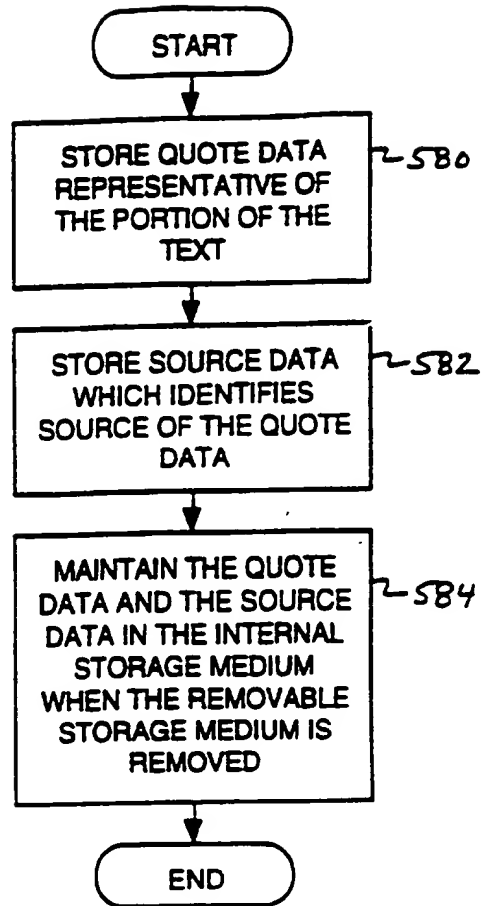 START
STORE QUOTE DATA
580
REPRESENTATIVE OF
THE PORTION OF THE
TEXT
STORE SOURCE DATA
582
WHICH IDENTIFIES
SOURCE OF THE QUOTE
DATA
MAINTAIN THE QUOTE
584
DATA AND THE SOURCE
DATA IN THE INTERNAL
STORAGE MEDIUM
WHEN THE REMOVABLE
STORAGE MEDIUM IS
REMOVED
END